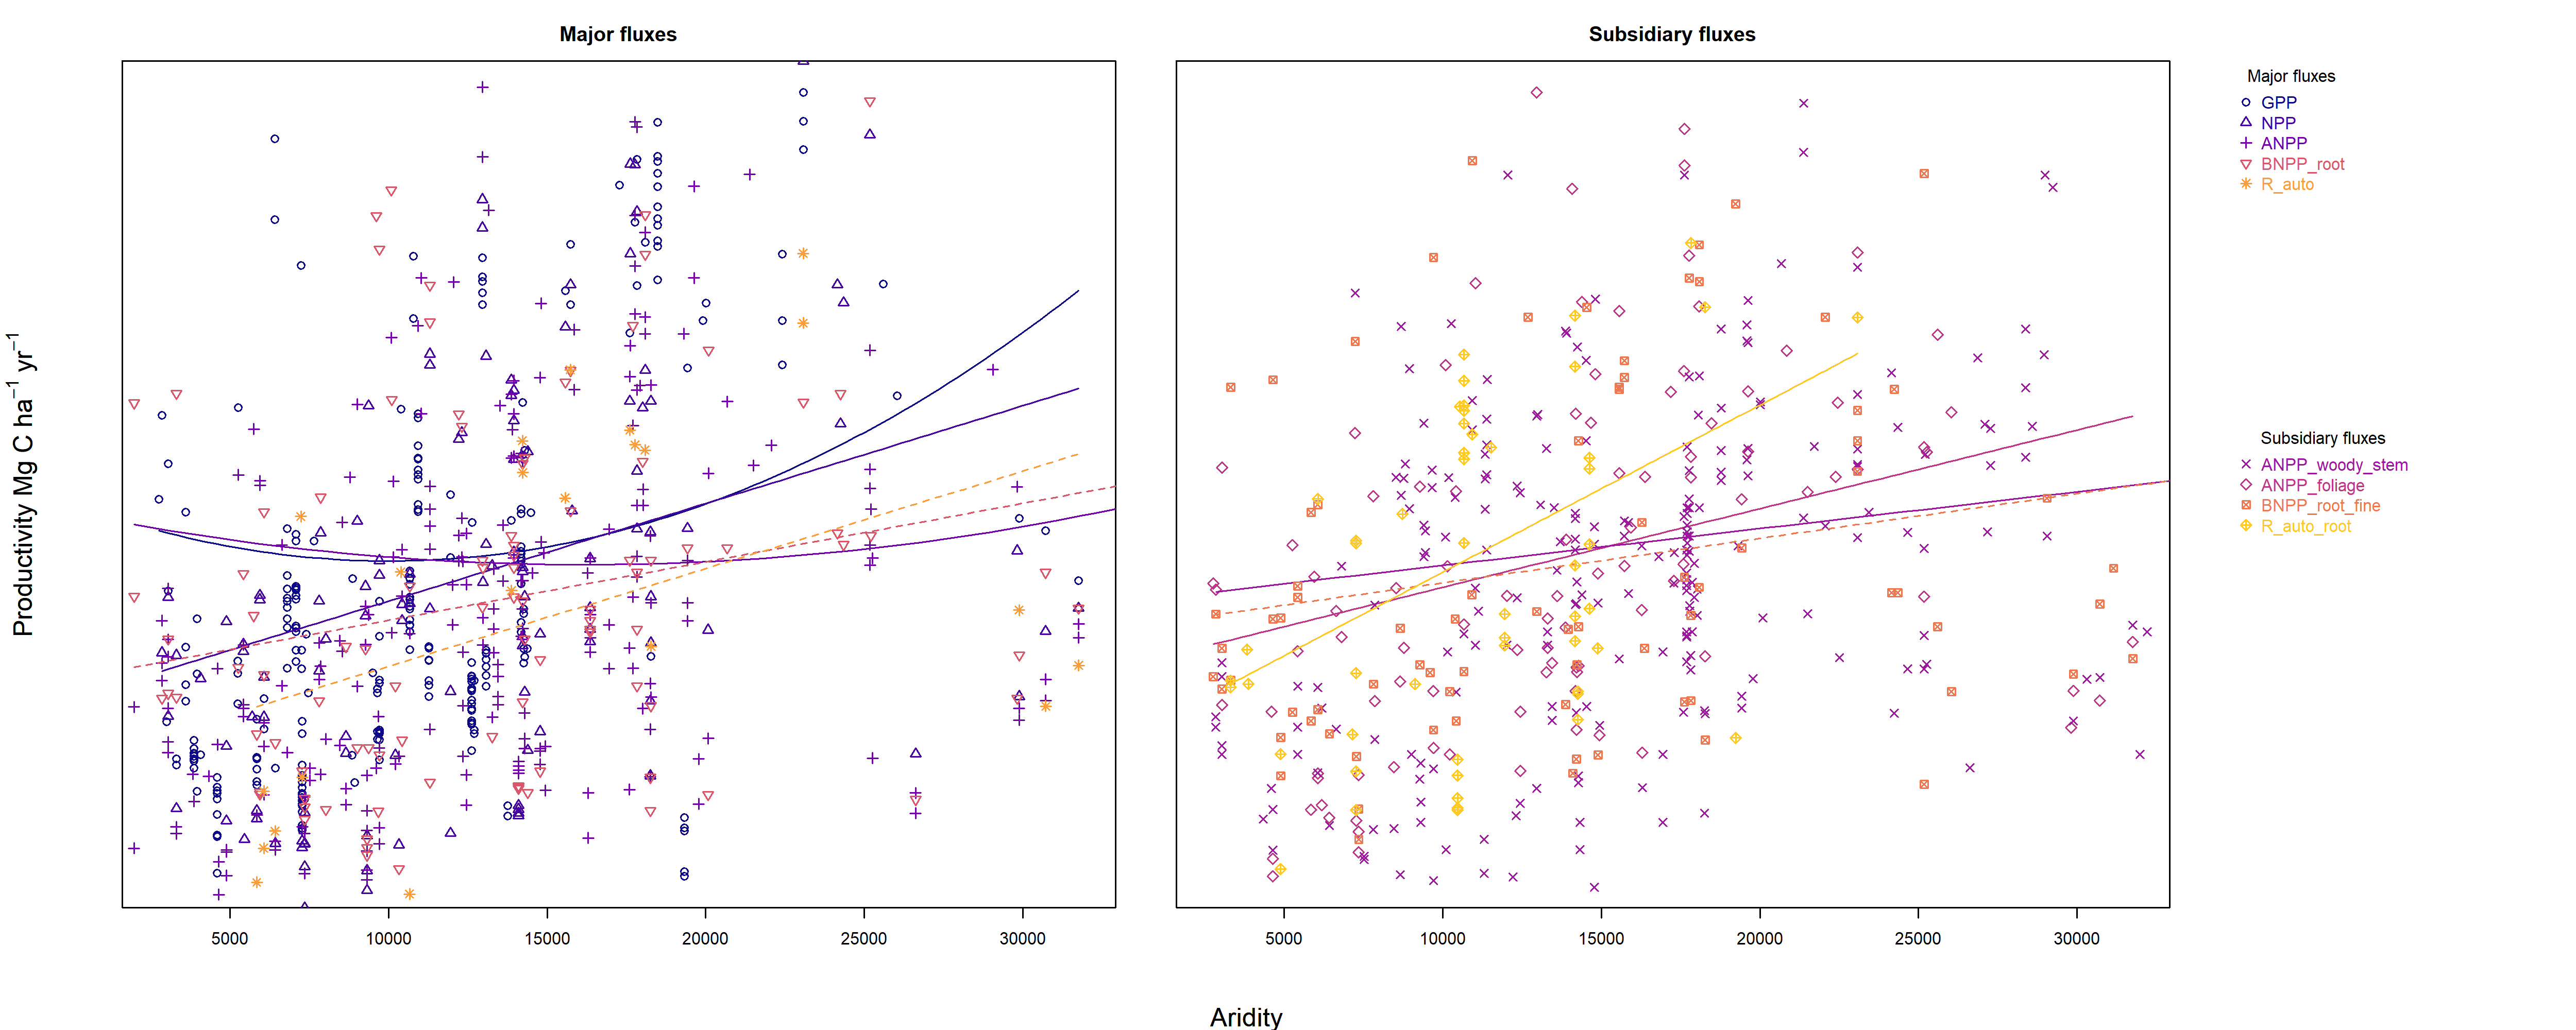 Major fluxes
Subsidiary fluxes
Productivity Mg C ha⁻¹ yr⁻¹
5000 10000 15000 20000 25000 30000
5000 10000 15000 20000 25000 30000
Aridity
Major fluxes
GPP
NPP
ANPP
BNPP_root
R_auto
Subsidiary fluxes
ANPP_woody_stem
ANPP_foliage
BNPP_root_fine
R_auto_root